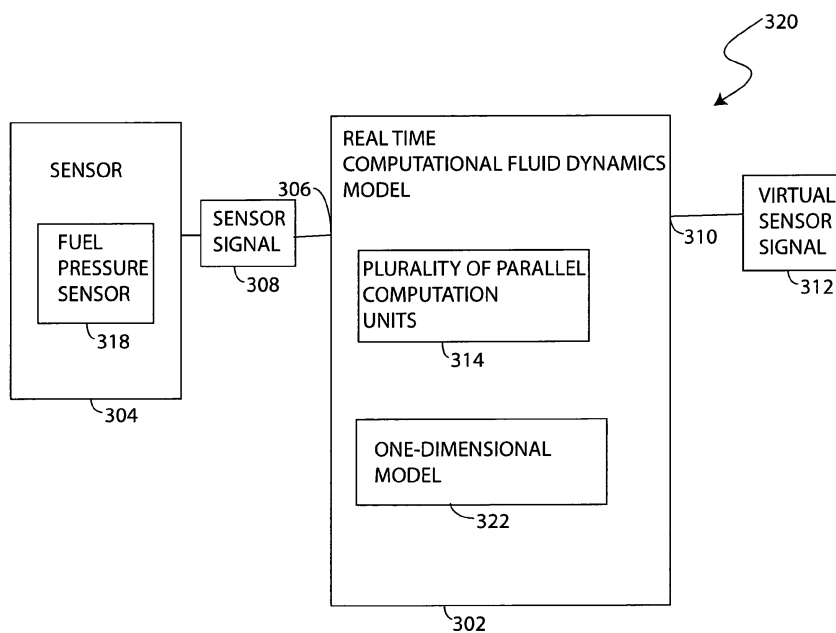 320
SENSOR
FUEL
PRESSURE
SENSOR
318
304
SENSOR
SIGNAL
308
306
REAL TIME
COMPUTATIONAL FLUID DYNAMICS
MODEL
PLURALITY OF PARALLEL
COMPUTATION
UNITS
314
ONE-DIMENSIONAL
MODEL
322
302
310
VIRTUAL
SENSOR
SIGNAL
312